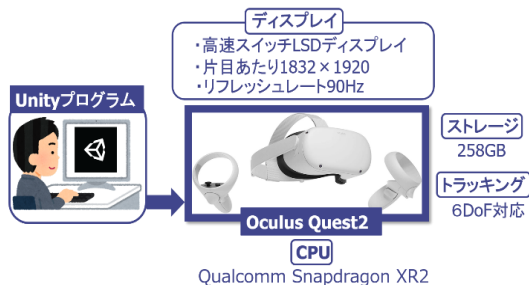 ディスプレイ
・高速スイッチLSDディスプレイ
・片目あたり1832×1920
・リフレッシュレート90Hz
Unityプログラム
ストレージ
258GB
トラッキング
6DoF対応
Oculus Quest2
CPU
Qualcomm Snapdragon XR2